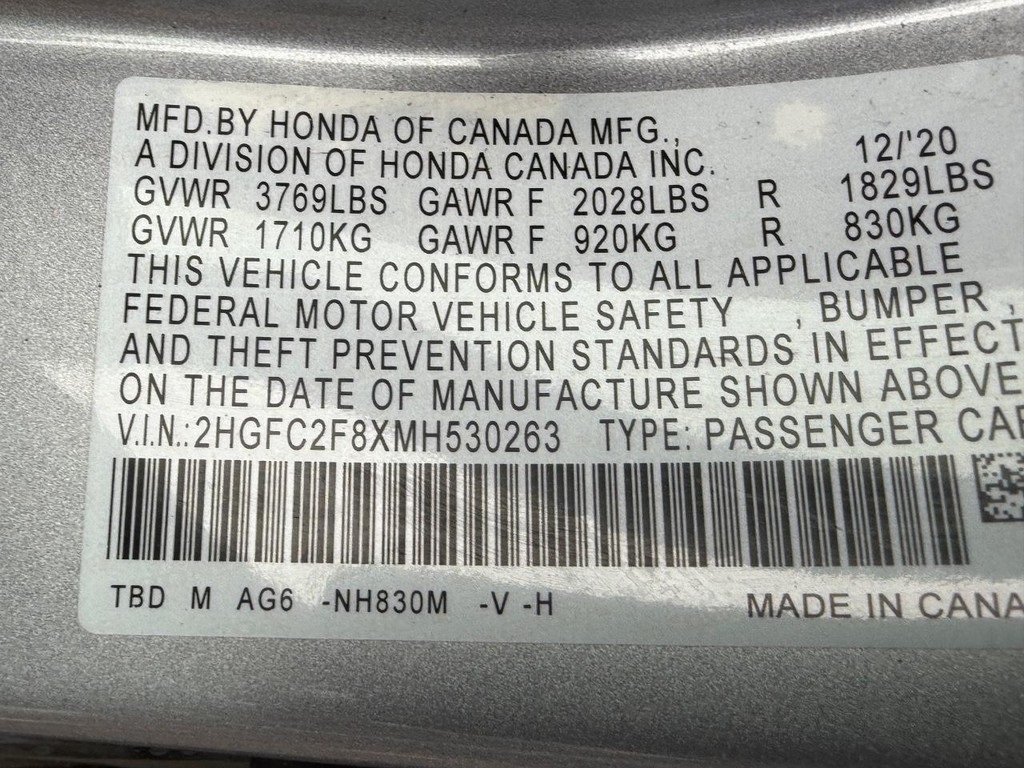 MFD.BY HONDA OF CANADA MFG.,
A DIVISION OF HONDA CANADA INC. 12/'20
GVWR 3769LBS GAWR F 2028LBS R 1829LBS
GVWR 1710KG GAWR F 920KG R 830KG
THIS VEHICLE CONFORMS TO ALL APPLICABLE
FEDERAL MOTOR VEHICLE SAFETY , BUMPER ,
AND THEFT PREVENTION STANDARDS IN EFFECT
ON THE DATE OF MANUFACTURE SHOWN ABOVE
V.I.N.:2HGFC2F8XMH530263 TYPE: PASSENGER CAR
TBD M AG6 -NH830M -V -H MADE IN CANA